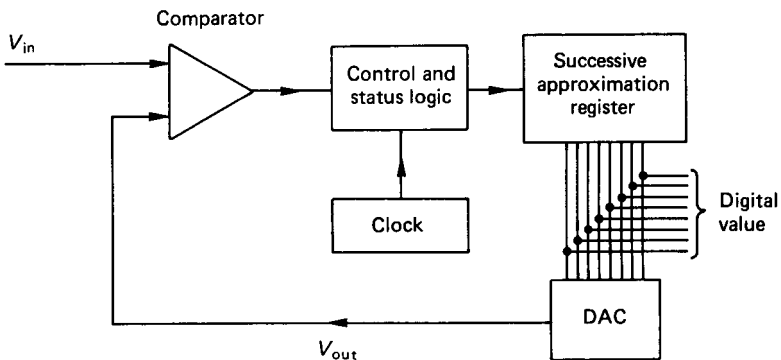 Comparator
V_in
Control and
status logic
Successive
approximation
register
Clock
Digital
value
DAC
V_out